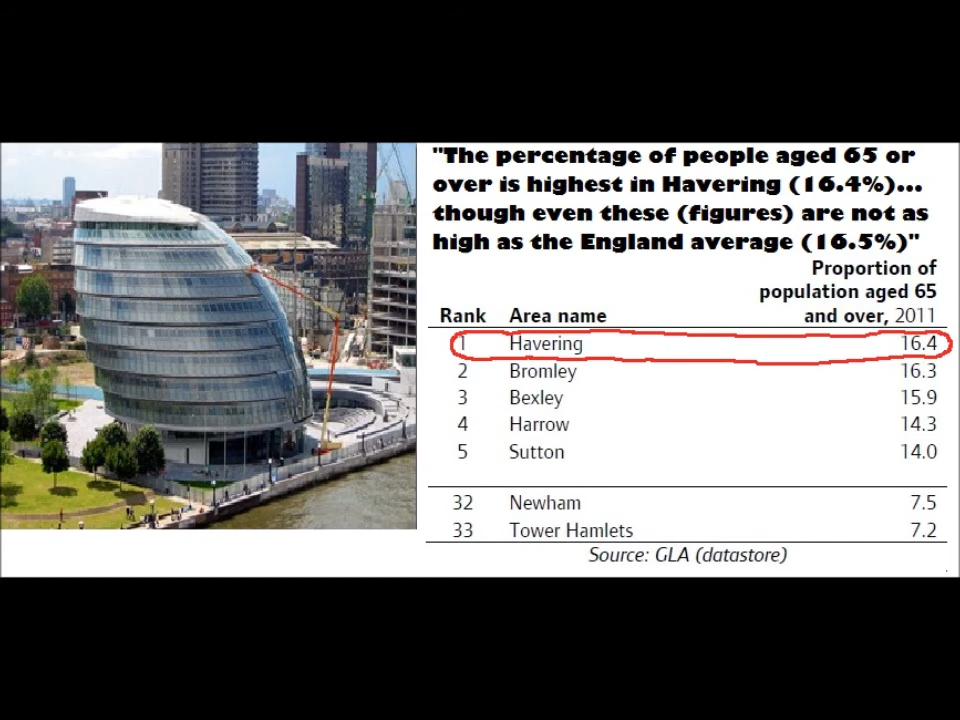 "The percentage of people aged 65 or
over is highest in Havering (16.4%)...
though even these (figures) are not as
high as the England average (16.5%)"
Proportion of
population aged 65
Rank Area name and over, 2011
1 Havering 16.4
2 Bromley 16.3
3 Bexley 15.9
4 Harrow 14.3
5 Sutton 14.0
32 Newham 7.5
33 Tower Hamlets 7.2
Source: GLA (datastore)